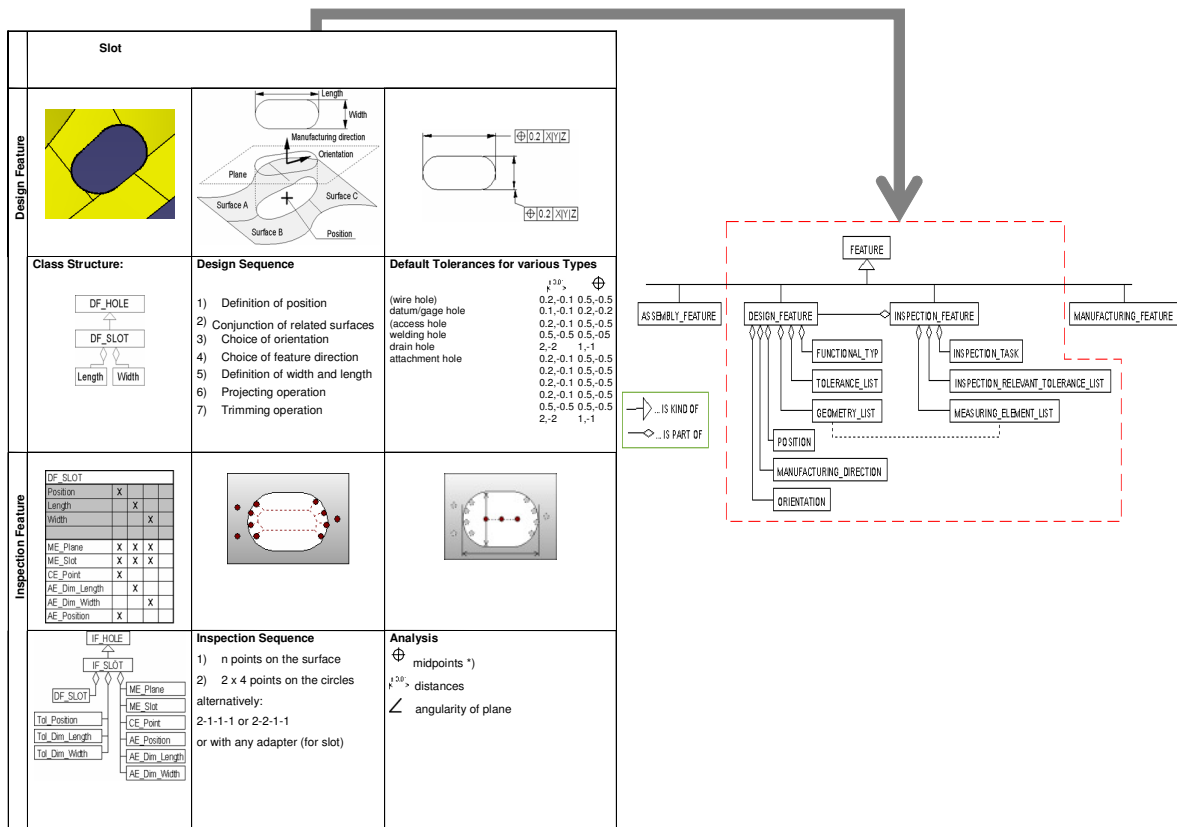 Slot
Design Feature
Length
Width
Manufacturing direction
Orientation
Plane
Surface A
Surface C
Surface B
Position
0.2 X|Y|Z
0.2 X|Y|Z
Class Structure:
DF_HOLE
DF_SLOT
Length Width
Design Sequence
1) Definition of position
2) Conjunction of related surfaces
3) Choice of orientation
4) Choice of feature direction
5) Definition of width and length
6) Projecting operation
7) Trimming operation
Default Tolerances for various Types
(wire hole) 0.2,-0.1 0.5,-0.5
datum/gage hole 0.1,-0.1 0.2,-0.2
(access hole 0.2,-0.1 0.5,-0.5
welding hole 0.5,-0.5 0.5,-05
drain hole 2,-2 1,-1
attachment hole 0.2,-0.1 0.5,-0.5
0.2,-0.1 0.5,-0.5
0.2,-0.1 0.5,-0.5
0.2,-0.1 0.5,-0.5
0.5,-0.5 0.5,-0.5
2,-2 1,-1
Inspection Feature
DF_SLOT
Position X
Length X
Width X
ME_Plane X X X
ME_Slot X X X
CE_Point X
AE_Dim_Length X
AE_Dim_Width X
AE_Position X
IF_HOLE
IF_SLOT
DF_SLOT
Tol_Position
Tol_Dim_Length
Tol_Dim_Width
ME_Plane
ME_Slot
CE_Point
AE_Position
AE_Dim_Length
AE_Dim_Width
Inspection Sequence
1) n points on the surface
2) 2 x 4 points on the circles
alternatively:
2-1-1-1 or 2-2-1-1
or with any adapter (for slot)
Analysis
midpoints *)
distances
angularity of plane
... IS KIND OF
... IS PART OF
FEATURE
ASSEMBLY_FEATURE
DESIGN_FEATURE
INSPECTION_FEATURE
MANUFACTURING_FEATURE
FUNCTIONAL_TYP
TOLERANCE_LIST
GEOMETRY_LIST
POSITION
MANUFACTURING_DIRECTION
ORIENTATION
INSPECTION_TASK
INSPECTION_RELEVANT_TOLERANCE_LIST
MEASURING_ELEMENT_LIST